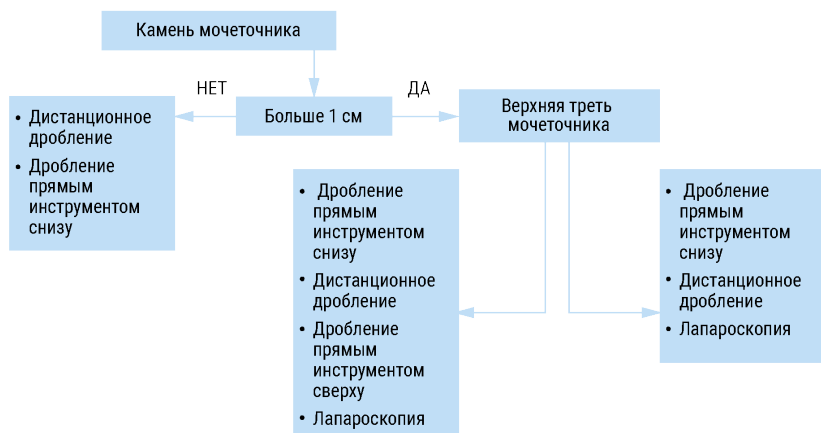 Камень мочеточника
НЕТ
ДА
Больше 1 см
Верхняя треть
мочеточника
• Дистанционное
дробление
• Дробление
прямым
инструментом
снизу
• Дробление
прямым
инструментом
снизу
• Дистанционное
дробление
• Дробление
прямым
инструментом
сверху
• Лапароскопия
• Дробление
прямым
инструментом
снизу
• Дистанционное
дробление
• Лапароскопия